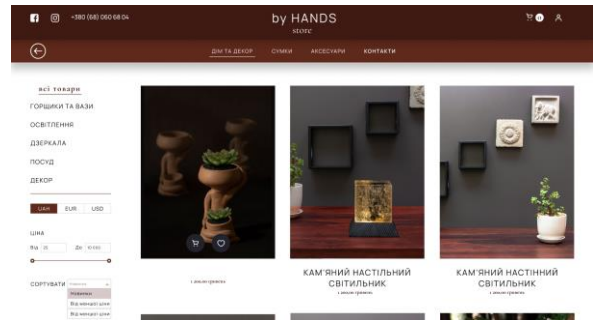 +380 (68) 060 68 04
by HANDS
store
0
ДІМ ТА ДЕКОР
СУМКИ
АКСЕСУАРИ
КОНТАКТИ
всі товари
ГОРЩИКИ ТА ВАЗИ
ОСВІТЛЕННЯ
ДЗЕРКАЛА
ПОСУД
ДЕКОР
UAH EUR USD
ЦІНА
Від
До
СОРТУВАТИ
Новинки
Від меншої ціни
Від меншої ціни
КАМ'ЯНИЙ НАСТІЛЬНИЙ
СВІТИЛЬНИК
КАМ'ЯНИЙ НАСТІННИЙ
СВІТИЛЬНИК